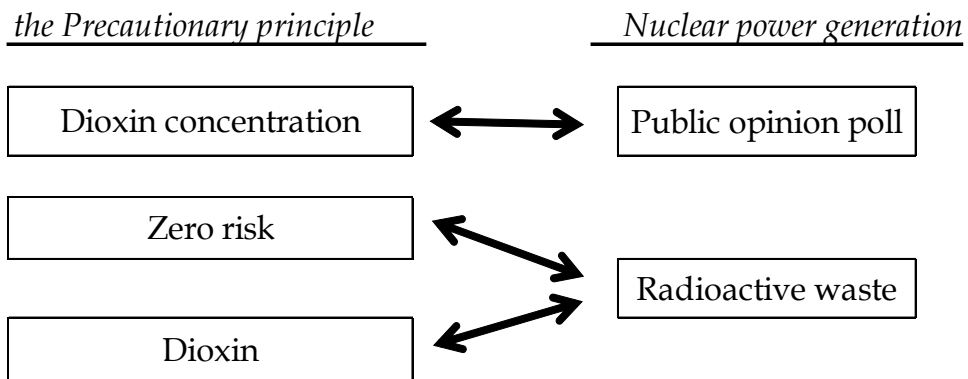 the Precautionary principle
Nuclear power generation
Dioxin concentration
Public opinion poll
Zero risk
Radioactive waste
Dioxin